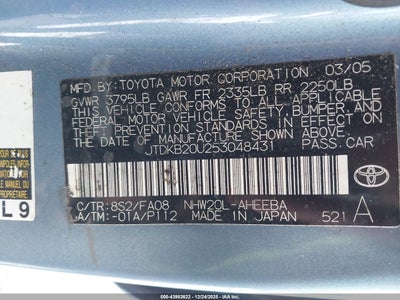 MFD.BY:TOYOTA MOTOR CORPORATION 03/05
GVWR 3795LB GAWR FR 2335LB RR 2250LB
THIS VEHICLE CONFORMS TO ALL APPLICABLE
FEDERAL MOTOR VEHICLE SAFETY, BUMPER, AND
THEFT PREVENTION STANDARDS IN EFFECT ON
THE DATE OF MANUFACTURE SHOWN ABOVE.
JTDKB20U253048431 PASS.CAR
C/TR:8S2/FA08 NHW20L-AHEEBA
A/TM:-01A/P112 MADE IN JAPAN 521 A
TOYOTA
L9
#000-43902622 | 12/24/2025 - IAAI